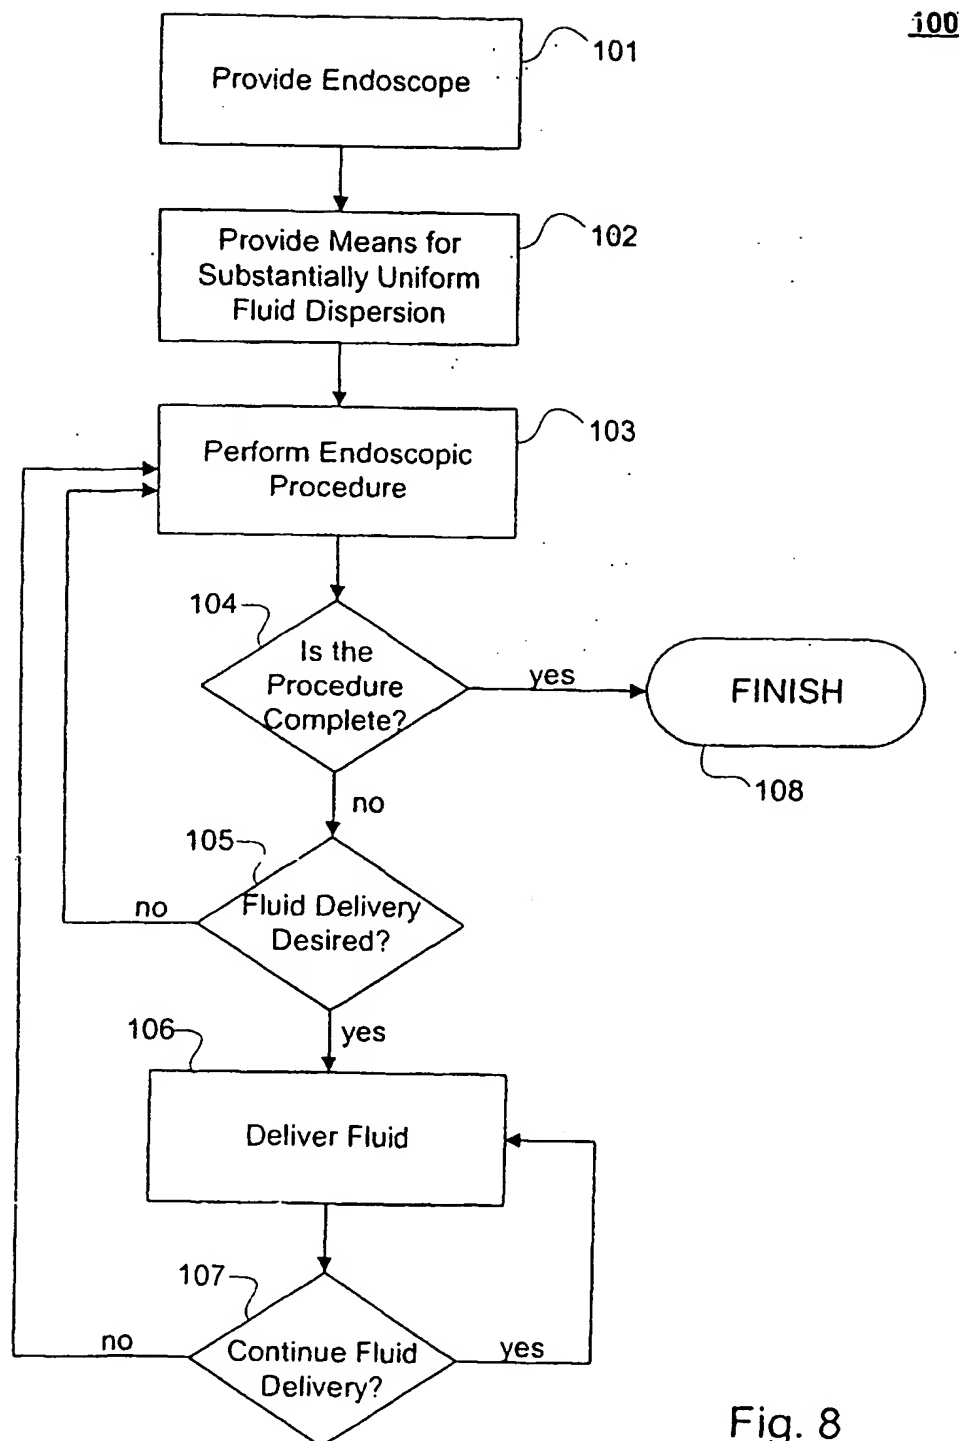 100
Provide Endoscope
101
Provide Means for
Substantially Uniform
Fluid Dispersion
102
Perform Endoscopic
Procedure
103
104
Is the
Procedure
Complete?
yes
FINISH
108
no
105
Fluid Delivery
Desired?
no
yes
106
Deliver Fluid
107
Continue Fluid
Delivery?
no
yes
Fig. 8